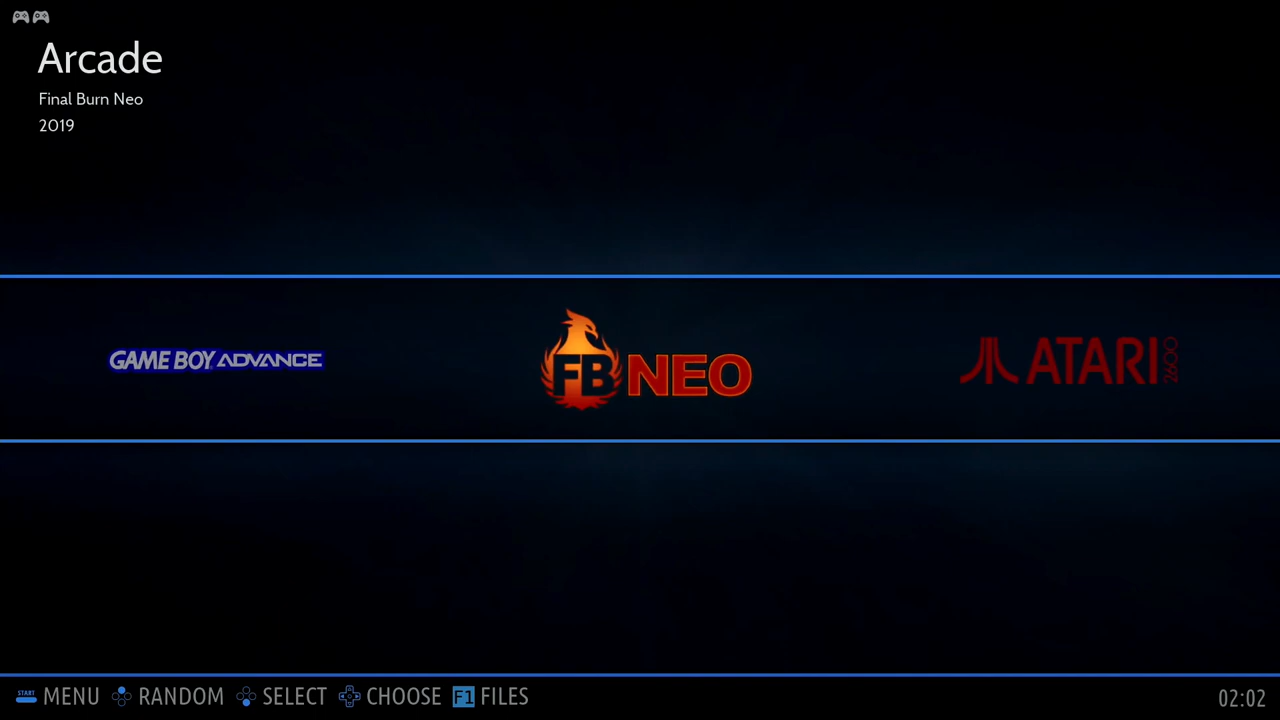 Arcade
Final Burn Neo
2019
GAME BOY ADVANCE
FB NEO
ATARI 2600
START MENU RANDOM SELECT CHOOSE F1 FILES
02:02